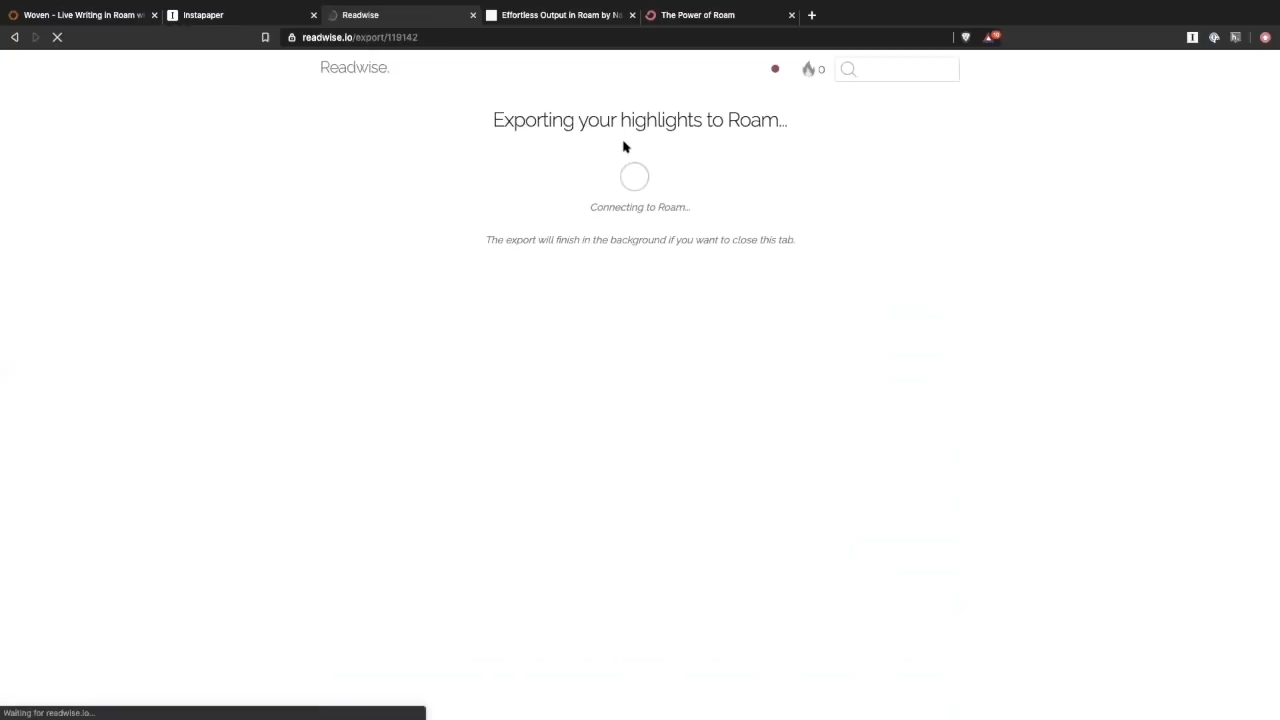 Woven - Live Writing in Roam w
Instapaper
Readwise
Effortless Output in Roam by Na
The Power of Roam
readwise.io/export/119142
10
Readwise.
0
Exporting your highlights to Roam...
Connecting to Roam...
The export will finish in the background if you want to close this tab.
Waiting for readwise.io...